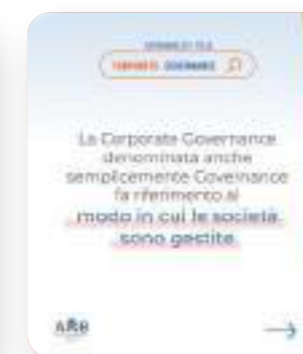 CORPORATE GOVERNANCE
La Corporate Governance
denominata anche
semplicemente Governance
fa riferimento al
modo in cui le società
sono gestite.